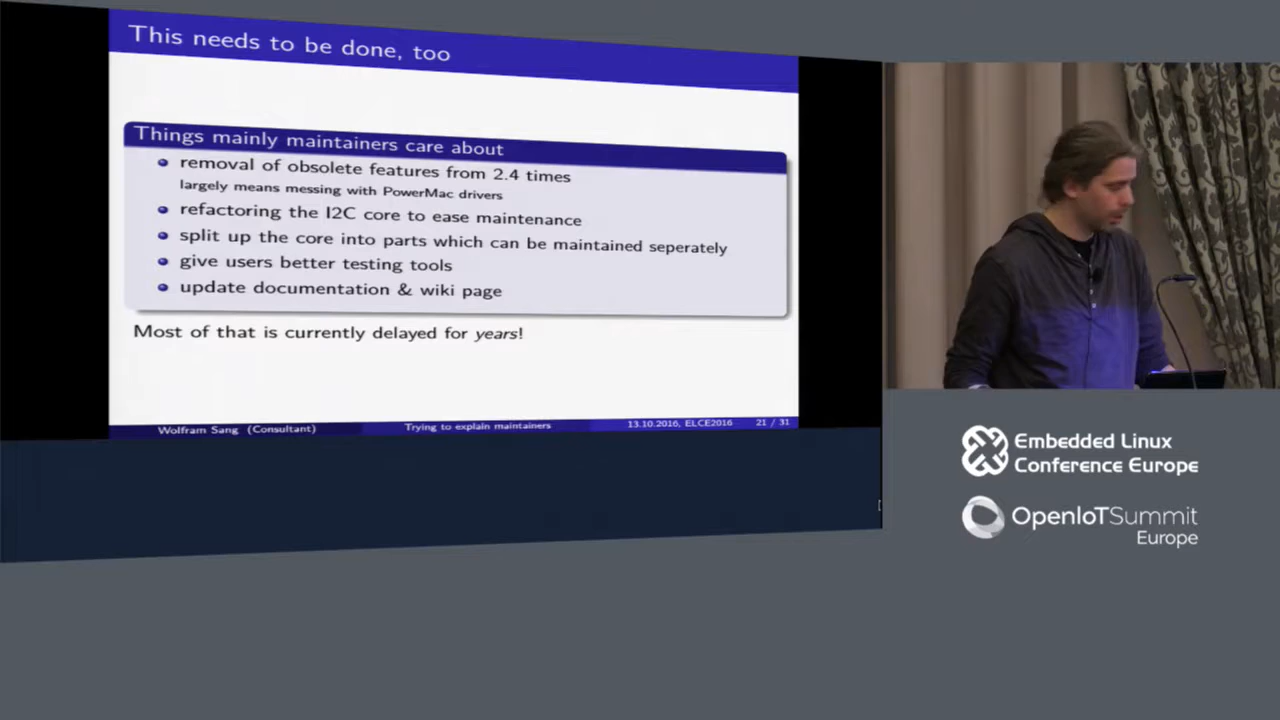 This needs to be done, too
Things mainly maintainers care about
removal of obsolete features from 2.4 times
largely means messing with PowerMac drivers
refactoring the I2C core to ease maintenance
split up the core into parts which can be maintained seperately
give users better testing tools
update documentation & wiki page
Most of that is currently delayed for years!
Wolfram Sang (Consultant)
Trying to explain maintainers
13.10.2016, ELCE2016
21 / 31
Embedded Linux
Conference Europe
OpenIoTSummit
Europe